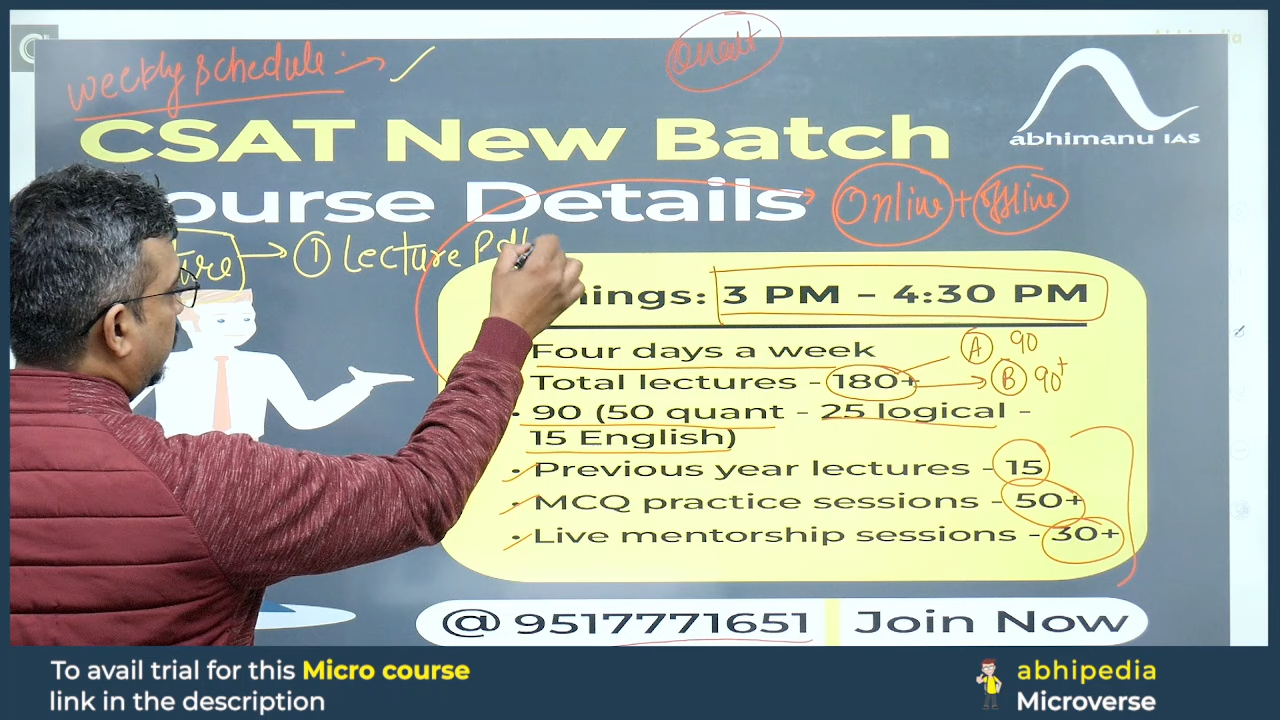 weekly schedule
CSAT New Batch
abhimanu IAS
ourse Details
Online + offline
ture → ① Lecture Pdf
nings: 3 PM – 4:30 PM
Four days a week
Ⓐ 90
Total lectures - 180+
Ⓑ 90+
• 90 (50 quant - 25 logical -
15 English)
• Previous year lectures - 15
• MCQ practice sessions - 50+
• Live mentorship sessions - 30+
@ 9517771651 Join Now
To avail trial for this Micro course
link in the description
abhipedia
Microverse